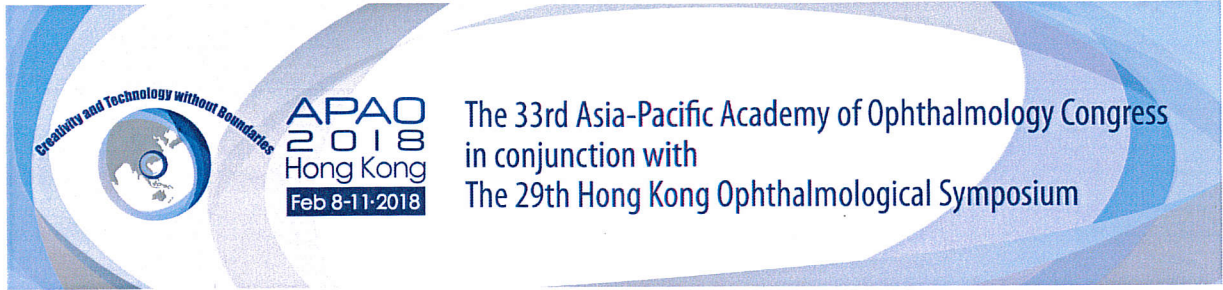 Creativity and Technology without Boundaries
APAO
2018
Hong Kong
Feb 8-11·2018
The 33rd Asia-Pacific Academy of Ophthalmology Congress
in conjunction with
The 29th Hong Kong Ophthalmological Symposium